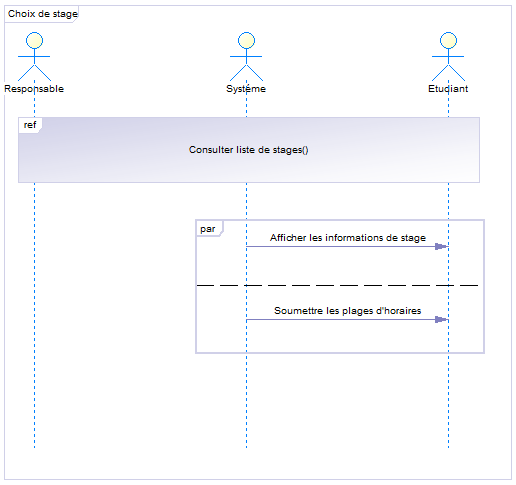 Choix de stage
Responsable
Système
Etudiant
ref
Consulter liste de stages()
par
Afficher les informations de stage
Soumettre les plages d'horaires